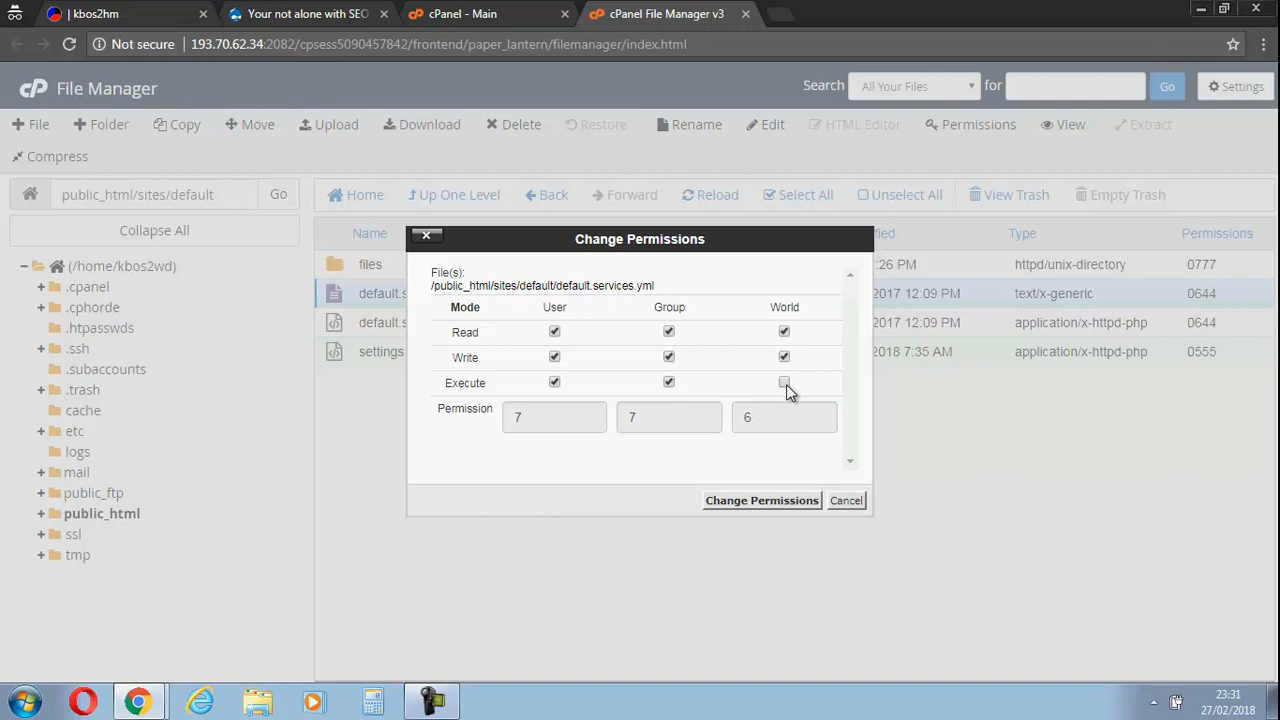 | kbos2hm
Your not alone with SEO
cPanel - Main
cPanel File Manager v3
Not secure 193.70.62.34:2082/cpsess5090457842/frontend/paper_lantern/filemanager/index.html
cP File Manager
Search All Your Files for Go Settings
File Folder Copy Move Upload Download Delete Restore Rename Edit HTML Editor Permissions View Extract
Compress
public_html/sites/default Go
Home Up One Level Back Forward Reload Select All Unselect All View Trash Empty Trash
Collapse All
(/home/kbos2wd)
.cpanel
.cphorde
.htpasswds
.ssh
.subaccounts
.trash
cache
etc
logs
mail
public_ftp
public_html
ssl
tmp
Name Type Permissions
files :26 PM httpd/unix-directory 0777
default.s 2017 12:09 PM text/x-generic 0644
default. 2017 12:09 PM application/x-httpd-php 0644
settings 2018 7:35 AM application/x-httpd-php 0555
Change Permissions
File(s):
/public_html/sites/default/default.services.yml
Mode User Group World
Read
Write
Execute
Permission 7 7 6
Change Permissions Cancel
23:31
27/02/2018